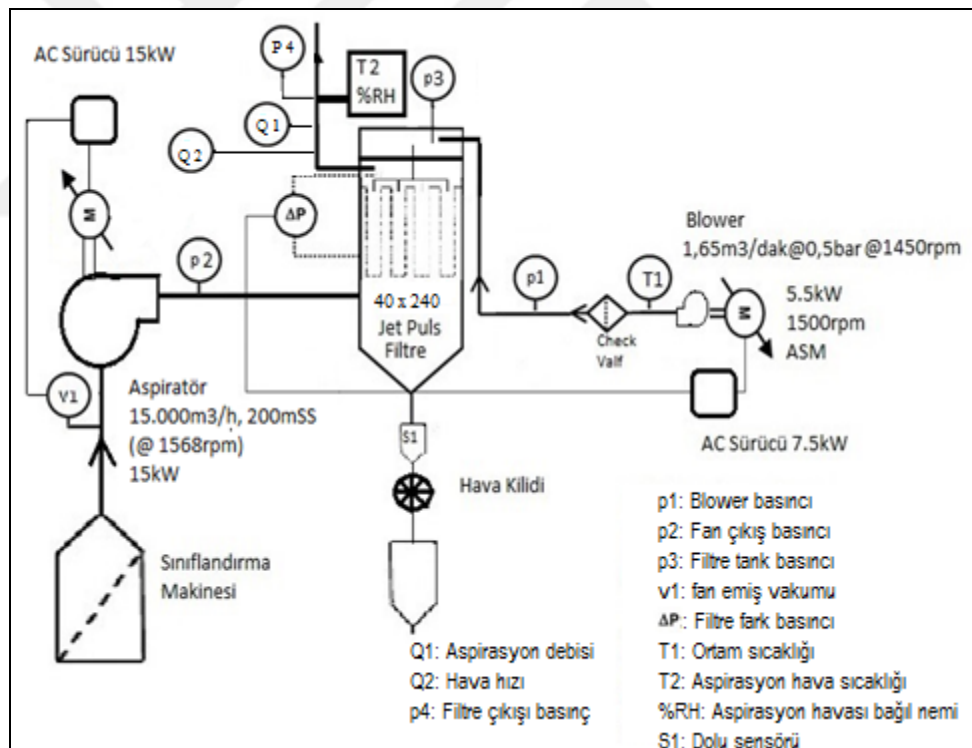 AC Sürücü 15kW
P4
T2
%RH
p3
Q1
Q2
M
ΔP
p2
40 x 240
Jet Puls
Filtre
p1
T1
Check
Valf
M
Blower
1,65m3/dak@0,5bar @1450rpm
5.5kW
1500rpm
ASM
V1
Aspiratör
15.000m3/h, 200mSS
(@ 1568rpm)
15kW
S1
AC Sürücü 7.5kW
Hava Kilidi
Sınıflandırma
Makinesi
p1: Blower basıncı
p2: Fan çıkış basıncı
p3: Filtre tank basıncı
v1: fan emiş vakumu
ΔP: Filtre fark basıncı
T1: Ortam sıcaklığı
T2: Aspirasyon hava sıcaklığı
%RH: Aspirasyon havası bağıl nemi
S1: Dolu sensörü
Q1: Aspirasyon debisi
Q2: Hava hızı
p4: Filtre çıkışı basınç